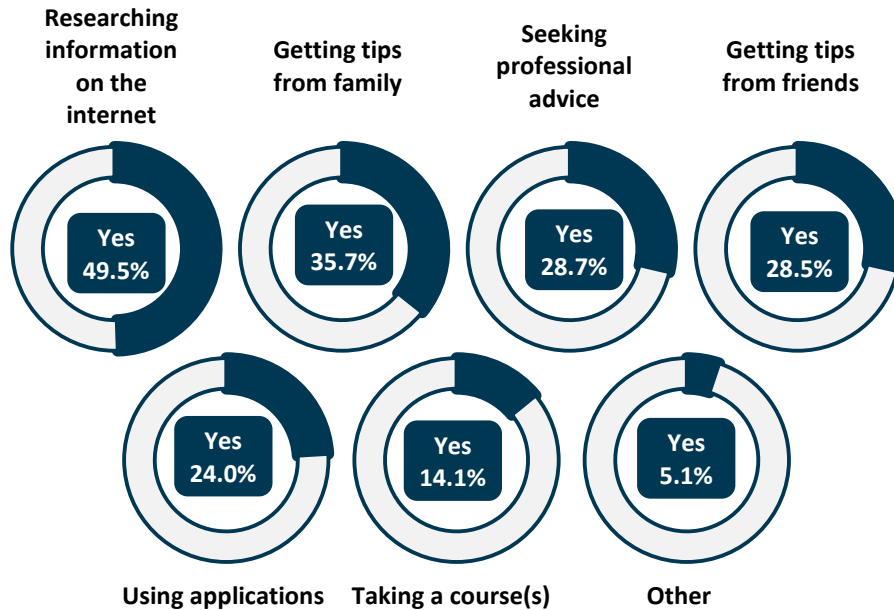 Researching
information
on the
internet
Getting tips
from family
Seeking
professional
advice
Getting tips
from friends
Yes
49.5%
Yes
35.7%
Yes
28.7%
Yes
28.5%
Yes
24.0%
Yes
14.1%
Yes
5.1%
Using applications
Taking a course(s)
Other